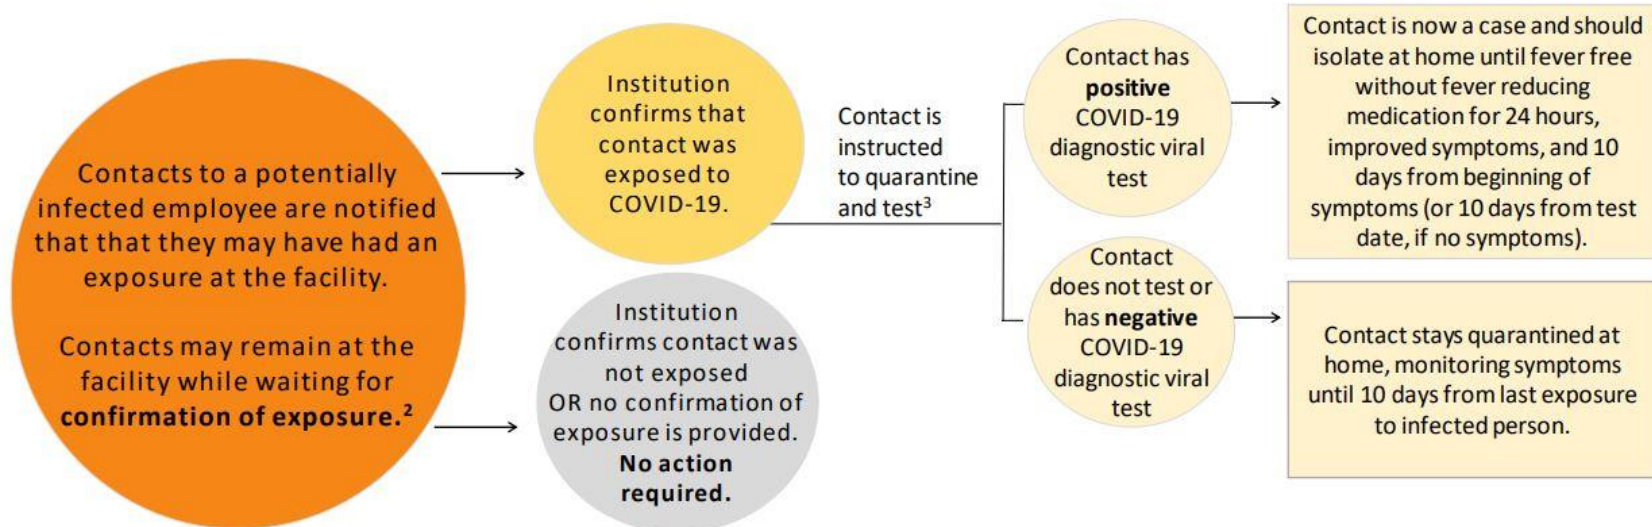 Contacts to a potentially
infected employee are notified
that that they may have had an
exposure at the facility.
Contacts may remain at the
facility while waiting for
confirmation of exposure.²
Institution
confirms that
contact was
exposed to
COVID-19.
Institution
confirms contact was
not exposed
OR no confirmation of
exposure is provided.
No action
required.
Contact is
instructed
to quarantine
and test³
Contact has
positive
COVID-19
diagnostic viral
test
Contact is now a case and should
isolate at home until fever free
without fever reducing
medication for 24 hours,
improved symptoms, and 10
days from beginning of
symptoms (or 10 days from test
date, if no symptoms).
Contact
does not test or
has negative
COVID-19
diagnostic viral
test
Contact stays quarantined at
home, monitoring symptoms
until 10 days from last exposure
to infected person.